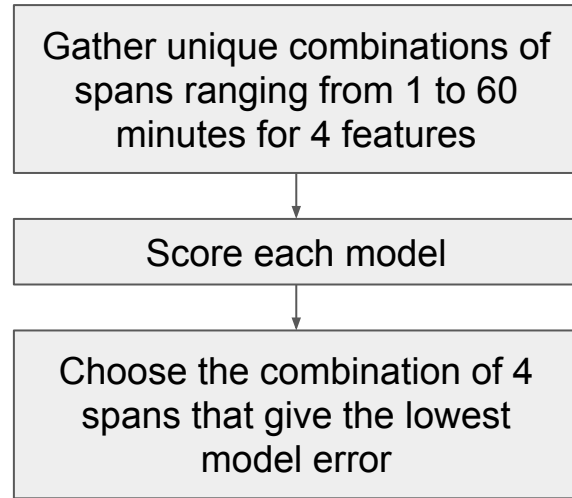 Gather unique combinations of
spans ranging from 1 to 60
minutes for 4 features
Score each model
Choose the combination of 4
spans that give the lowest
model error